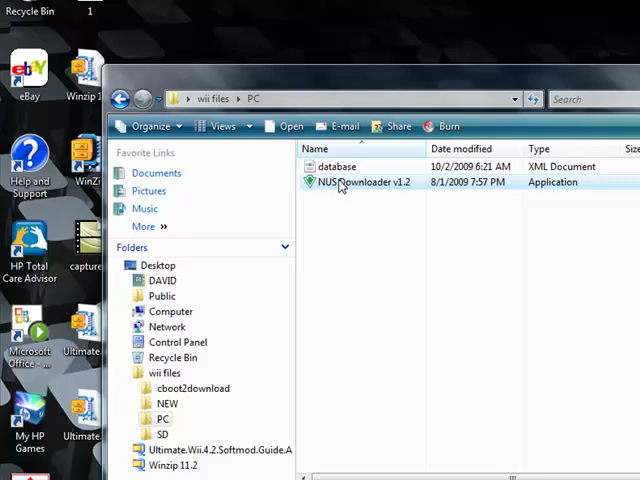 Recycle Bin
1
eBay
Winzip 1
Help and
Support
WinZi
HP Total
Care Advisor
capture
Microsoft
Office - ...
Ultimate.
My HP
Games
Ultimate.
wii files
PC
Search
Organize
Views
Open
E-mail
Share
Burn
Favorite Links
Documents
Pictures
Music
More »
Folders
Desktop
DAVID
Public
Computer
Network
Control Panel
Recycle Bin
wii files
cboot2download
NEW
PC
SD
Ultimate.Wii.4.2.Softmod.Guide.A
Winzip 11.2
Name Date modified Type Size
database 10/2/2009 6:21 AM XML Document
NUS Downloader v1.2 8/1/2009 7:57 PM Application